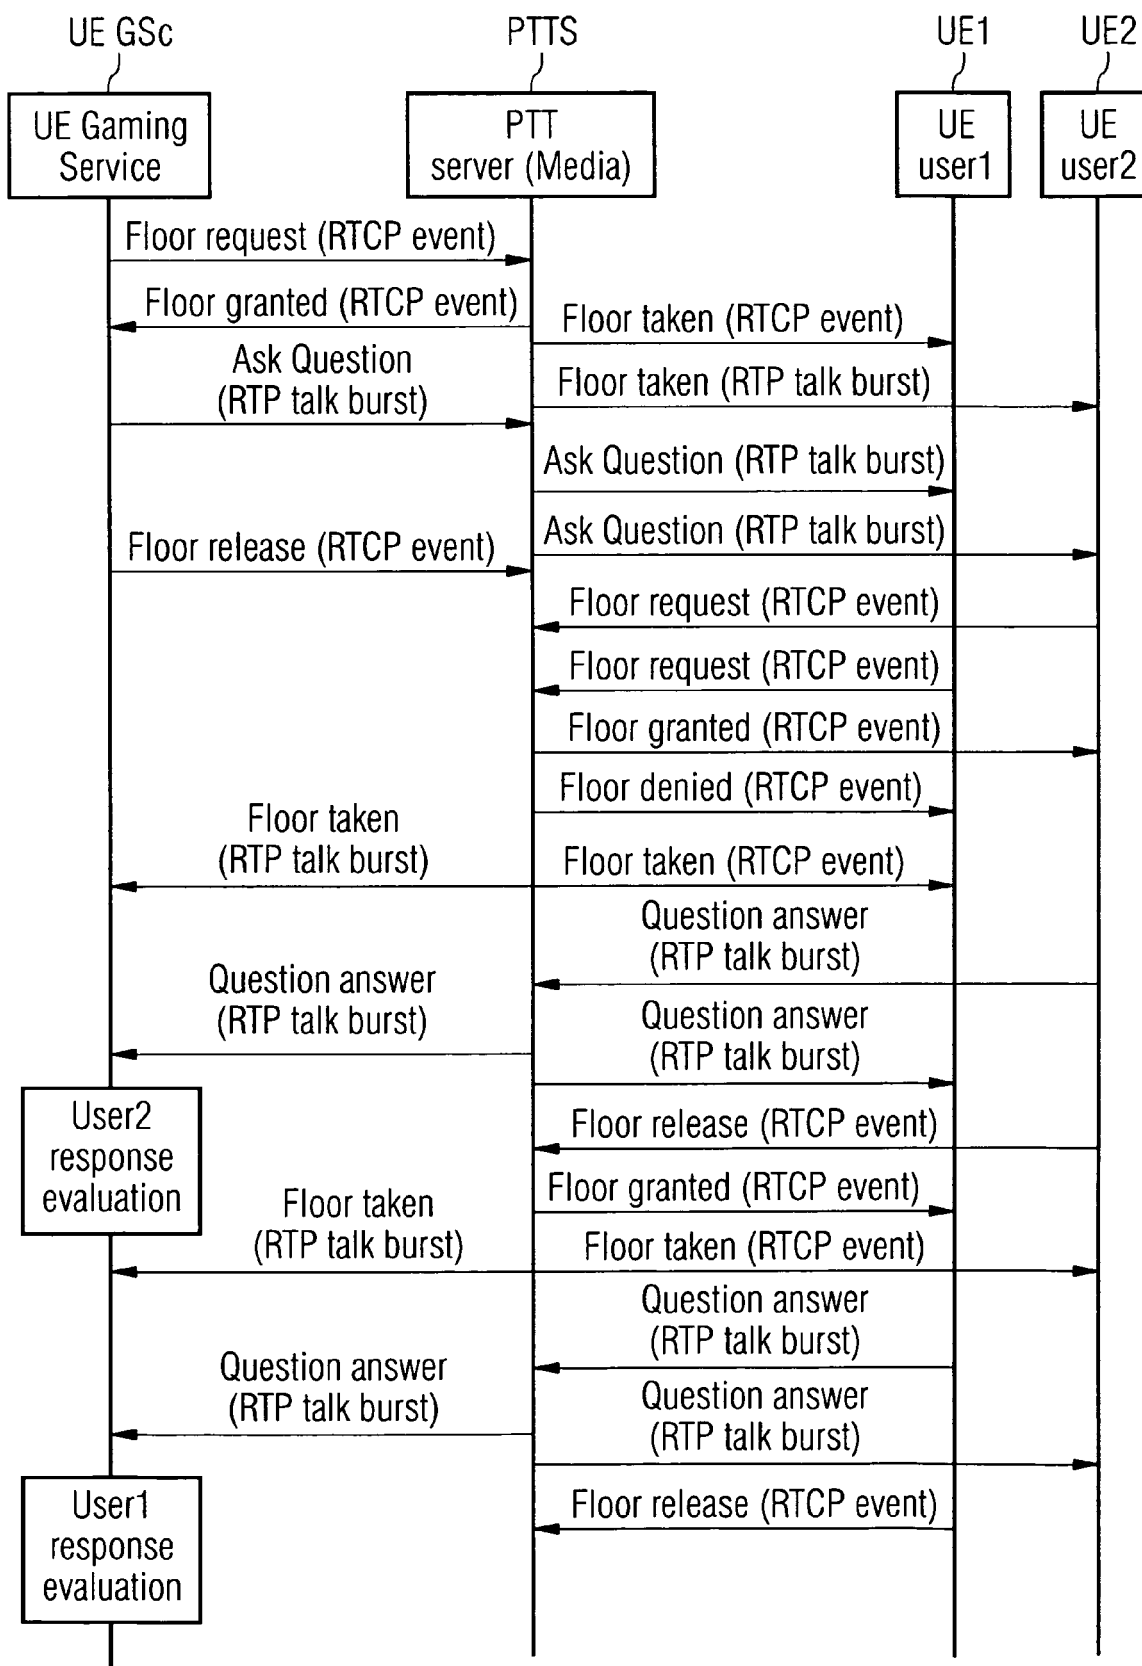 UE GSc
PTTS
UE1
UE2
UE Gaming
Service
PTT
server (Media)
UE
user1
UE
user2
Floor request (RTCP event)
Floor granted (RTCP event)
Floor taken (RTCP event)
Ask Question
(RTP talk burst)
Floor taken (RTP talk burst)
Ask Question (RTP talk burst)
Ask Question (RTP talk burst)
Floor release (RTCP event)
Floor request (RTCP event)
Floor request (RTCP event)
Floor granted (RTCP event)
Floor denied (RTCP event)
Floor taken
(RTP talk burst)
Floor taken (RTCP event)
Question answer
(RTP talk burst)
Question answer
(RTP talk burst)
Question answer
(RTP talk burst)
User2
response
evaluation
Floor release (RTCP event)
Floor granted (RTCP event)
Floor taken
(RTP talk burst)
Floor taken (RTCP event)
Question answer
(RTP talk burst)
Question answer
(RTP talk burst)
Question answer
(RTP talk burst)
User1
response
evaluation
Floor release (RTCP event)